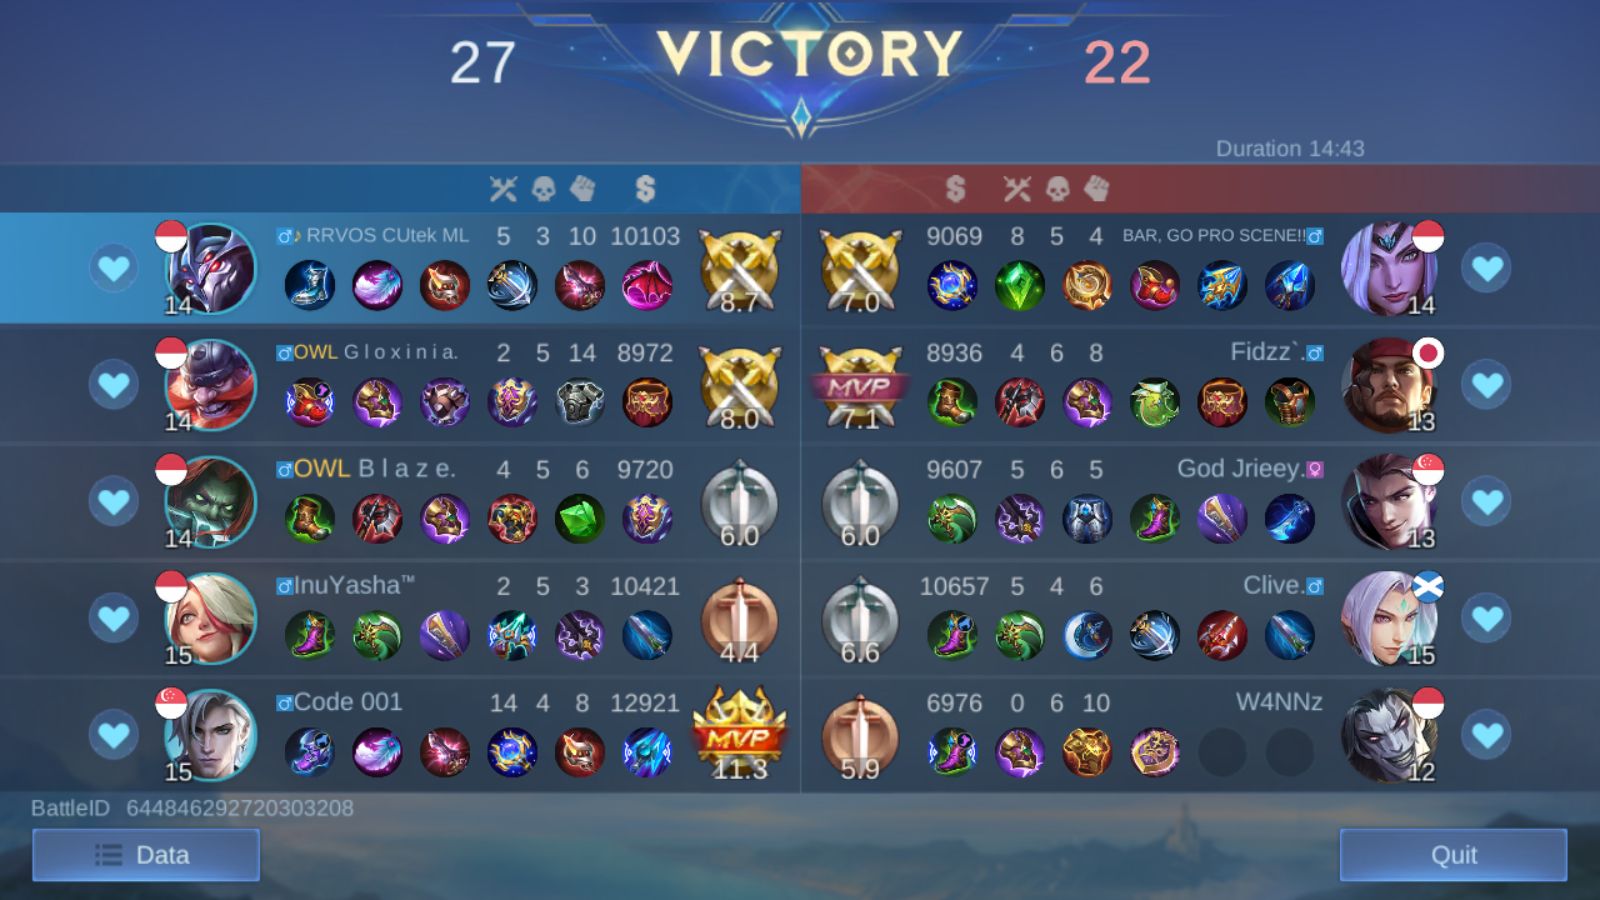 27 VICTORY 22
Duration 14:43
♪ RRVOS CUtek ML 5 3 10 10103
14 8.7
9069 8 5 4 BAR, GO PRO SCENE!!
7.0 14
OWL Gloxinia. 2 5 14 8972
14 8.0
8936 4 6 8 Fidzz`.
MVP
7.1 13
OWL Blaze. 4 5 6 9720
14 6.0
9607 5 6 5 God Jrieey.
6.0 13
InuYasha™ 2 5 3 10421
15 4.4
10657 5 4 6 Clive.
6.6 15
Code 001 14 4 8 12921
MVP
15 11.3
6976 0 6 10 W4NNz
5.9 12
BattleID 644846292720303208
Data
Quit